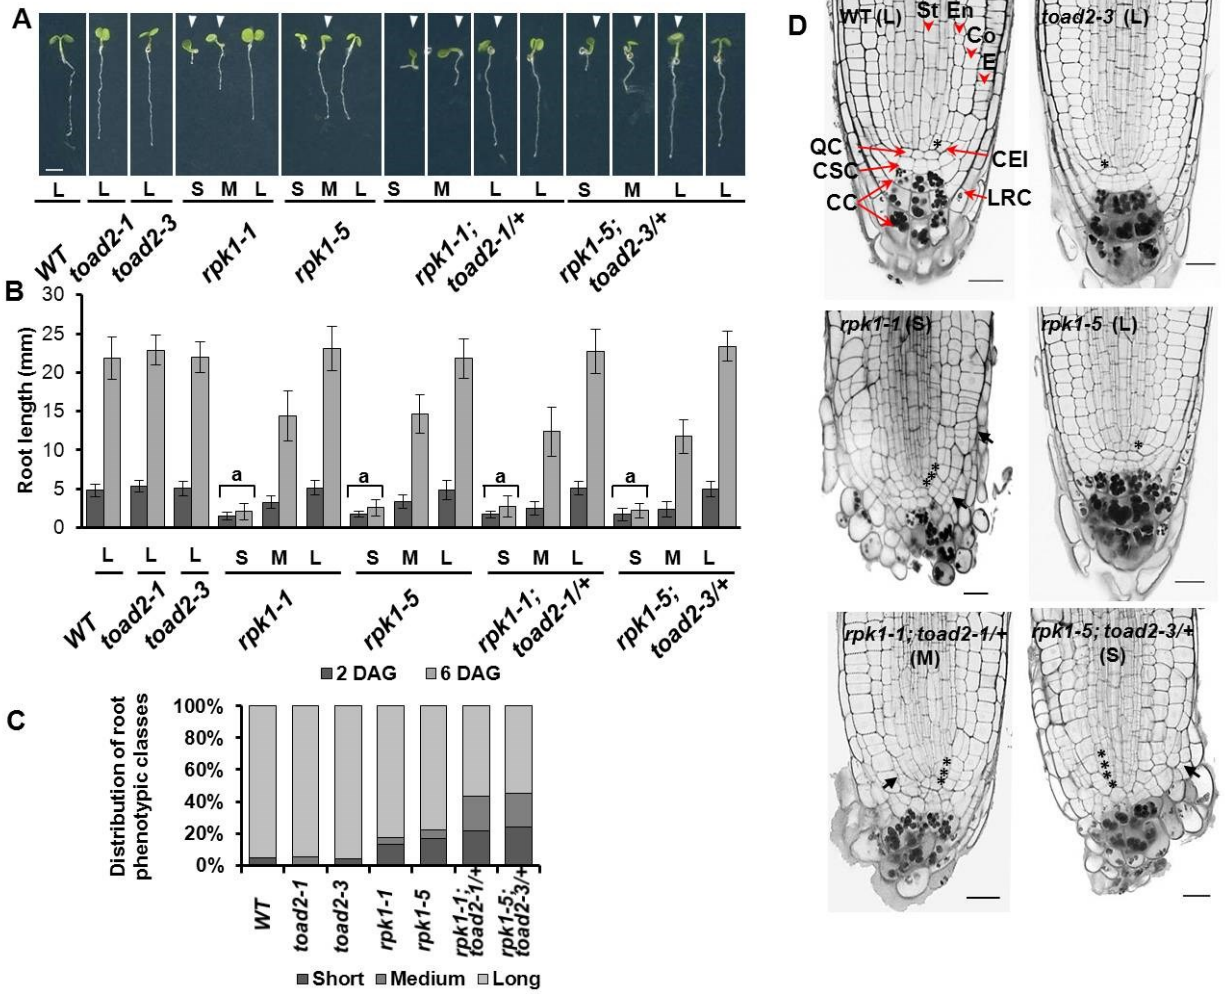 A
L L L S M L S M L S M L L S M L L
WT toad2-1 toad2-3 rpk1-1 rpk1-5 rpk1-1; toad2-1/+ rpk1-5; toad2-3/+
B
Root length (mm)
30
25
20
15
10
5
0
a a a a
L L L S M L S M L S M L S M L
WT toad2-1 toad2-3 rpk1-1 rpk1-5 rpk1-1; toad2-1/+ rpk1-5; toad2-3/+
2 DAG 6 DAG
C
Distribution of root
phenotypic classes
100%
80%
60%
40%
20%
0%
WT toad2-1 toad2-3 rpk1-1 rpk1-5 rpk1-1; toad2-1/+ rpk1-5; toad2-3/+
Short Medium Long
D
WT (L) St En
Co
E
*
QC
CSC
CC
CEI
LRC
toad2-3 (L)
*
rpk1-1 (S)
***
rpk1-5 (L)
*
rpk1-1; toad2-1/+
(M)
***
rpk1-5; toad2-3/+
(S)
****